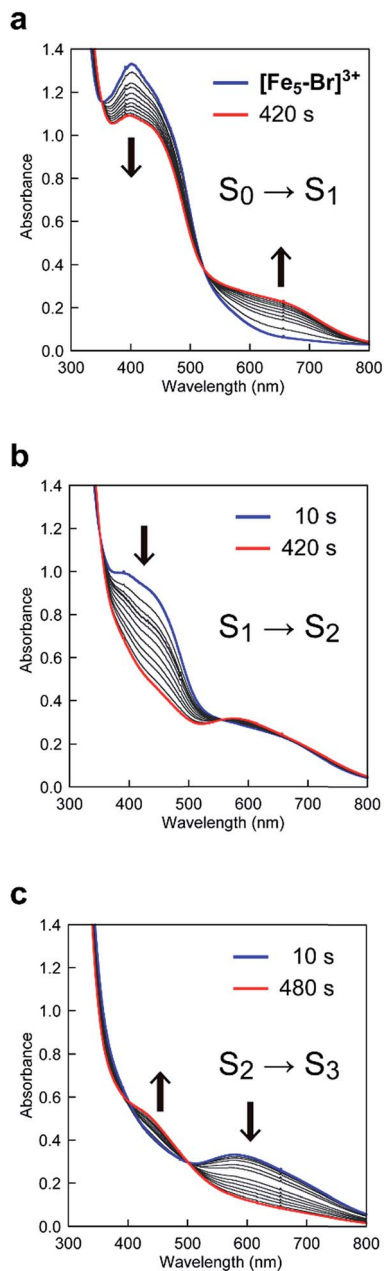 a
1.4
1.2
1.0
0.8
0.6
0.4
0.2
0.0
Absorbance
[Fe5-Br]3+
420 s
S0 → S1
300 400 500 600 700 800
Wavelength (nm)
b
1.4
1.2
1.0
0.8
0.6
0.4
0.2
0.0
Absorbance
10 s
420 s
S1 → S2
300 400 500 600 700 800
Wavelength (nm)
c
1.4
1.2
1.0
0.8
0.6
0.4
0.2
0.0
Absorbance
10 s
480 s
S2 → S3
300 400 500 600 700 800
Wavelength (nm)